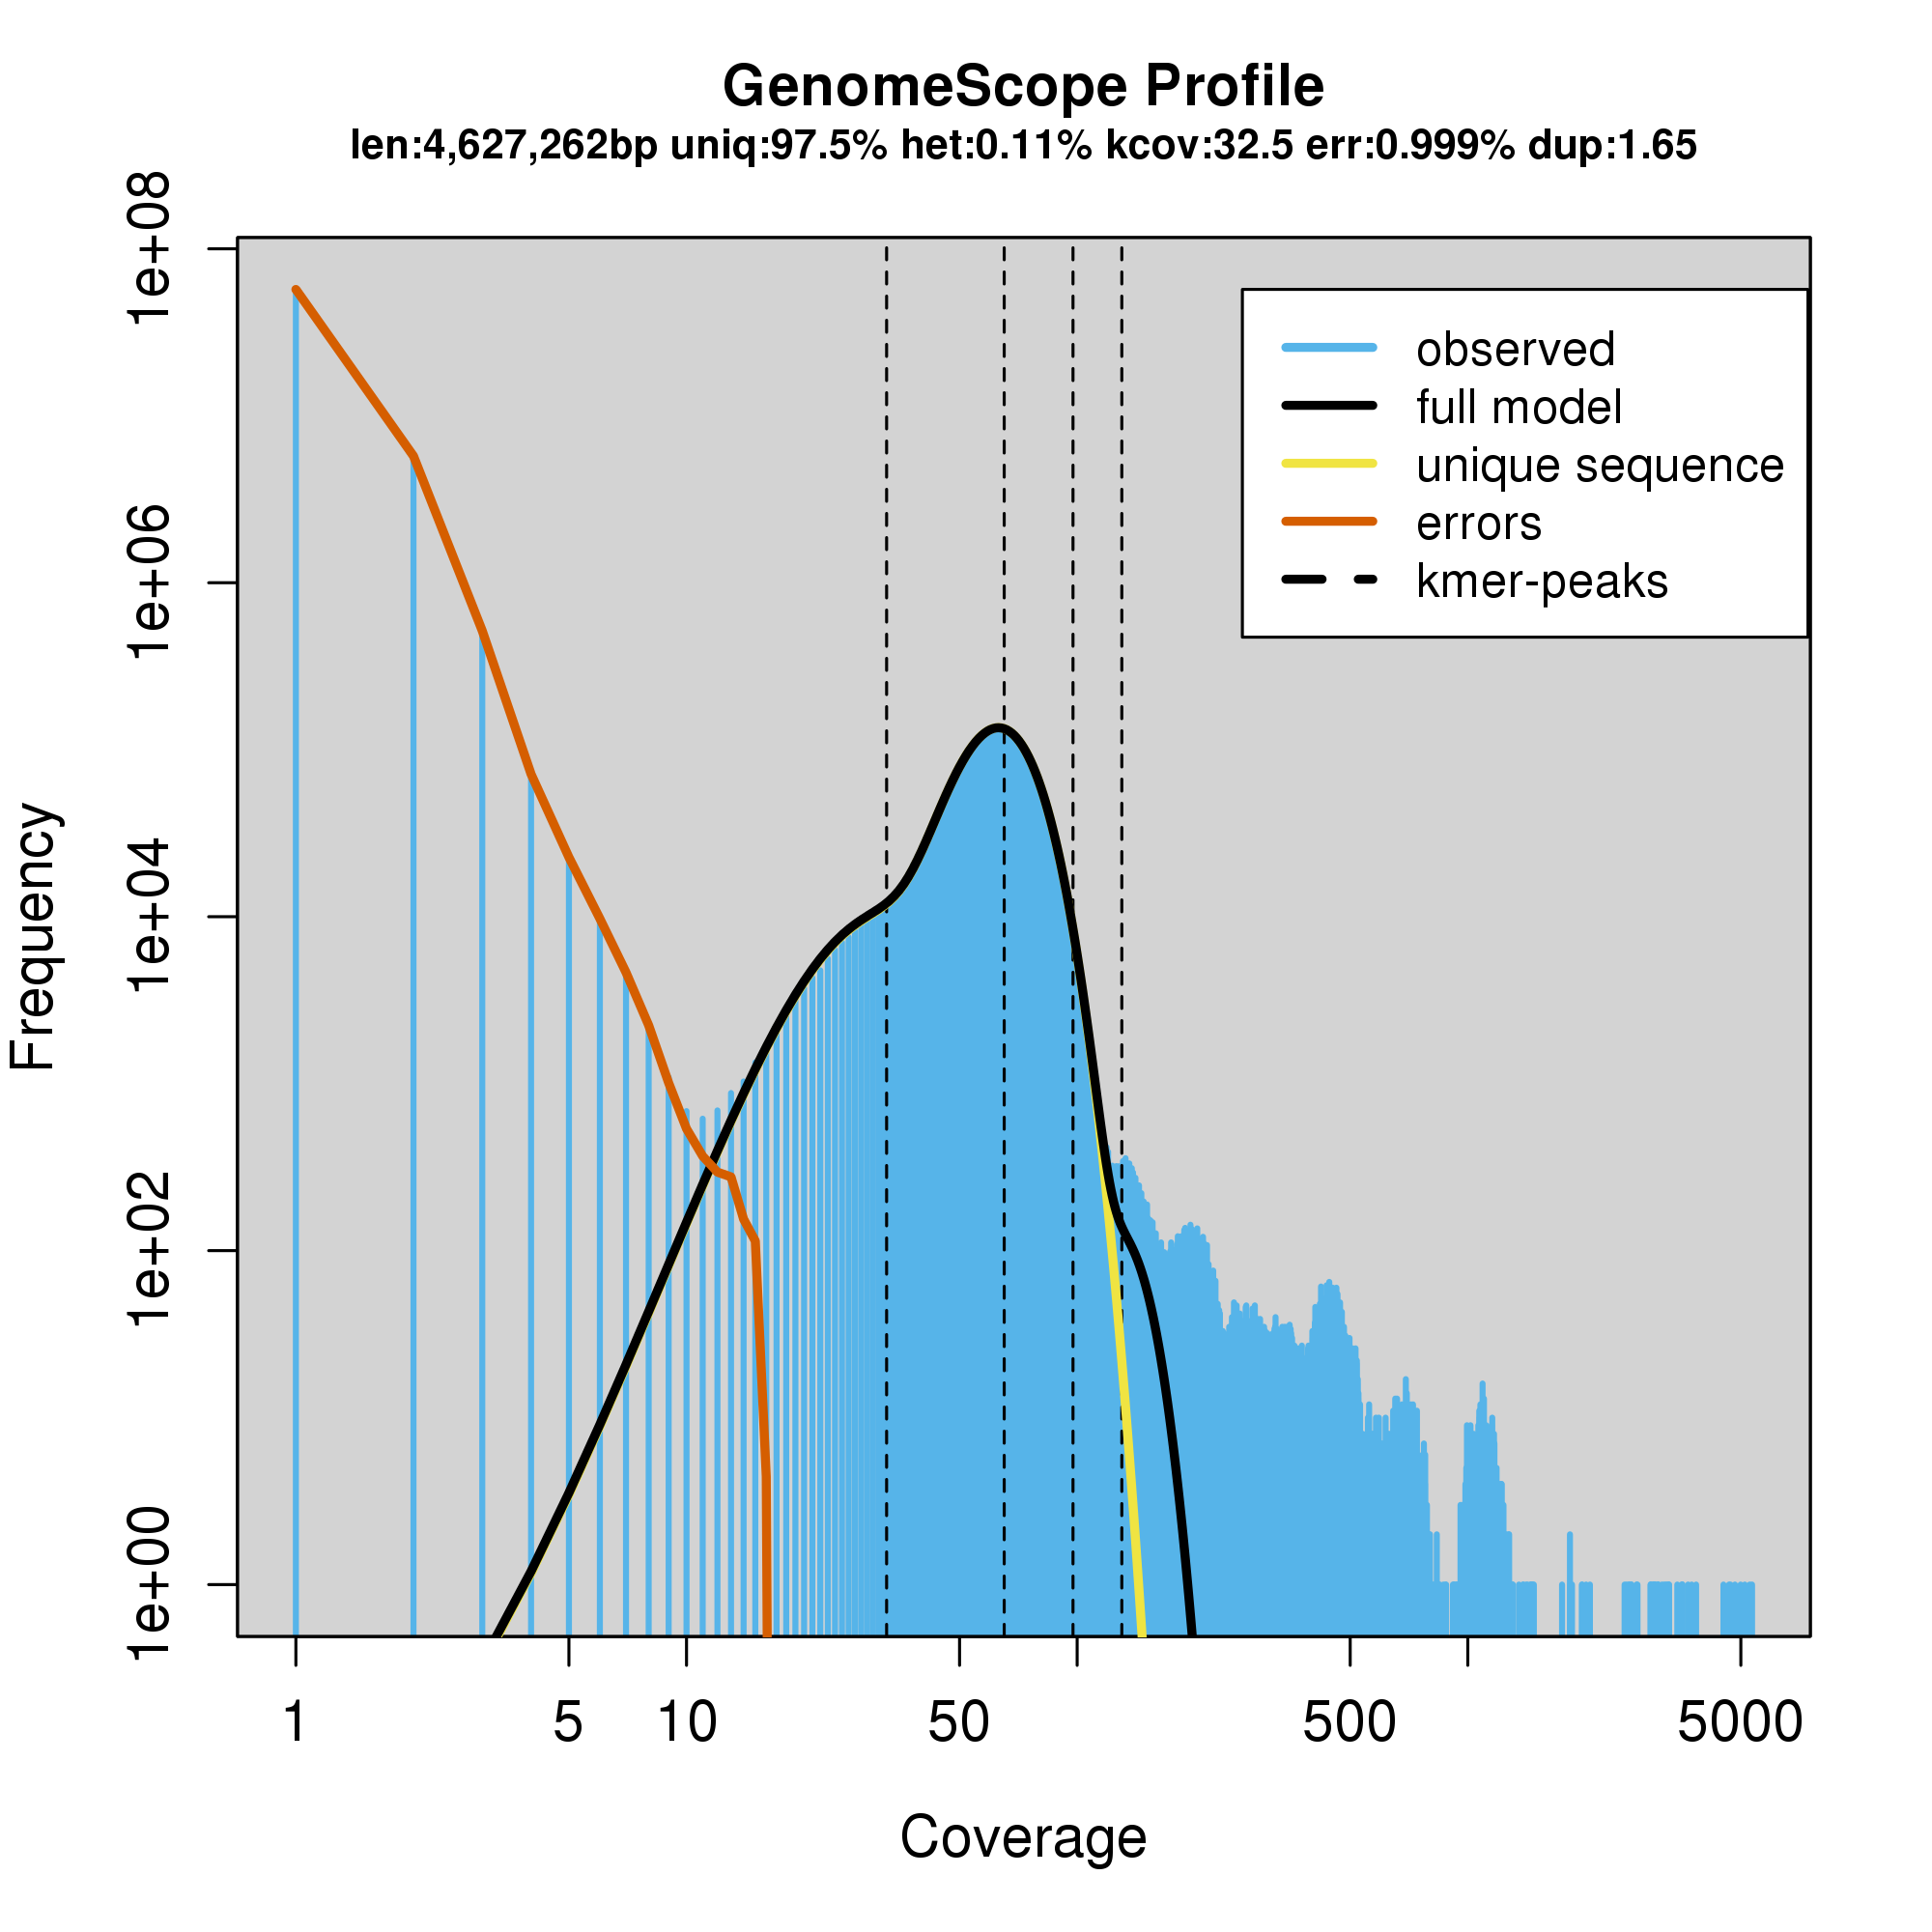 GenomeScope Profile
len:4,627,262bp uniq:97.5% het:0.11% kcov:32.5 err:0.999% dup:1.65
1e+08
1e+06
1e+04
1e+02
1e+00
Frequency
observed
full model
unique sequence
errors
kmer-peaks
1 5 10 50 500 5000
Coverage